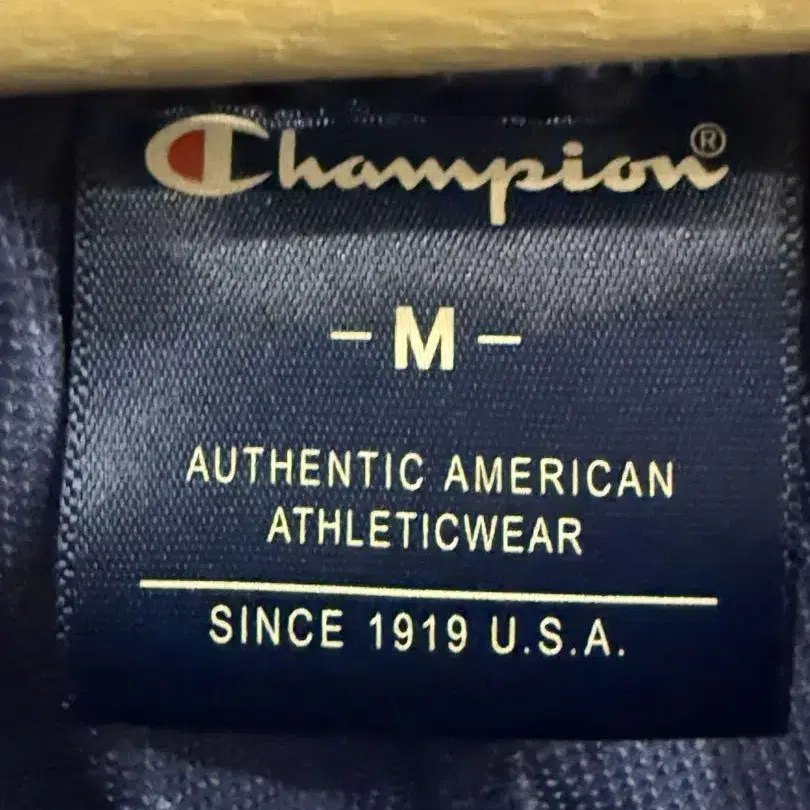 Champion®
- M -
AUTHENTIC AMERICAN
ATHLETICWEAR
SINCE 1919 U.S.A.